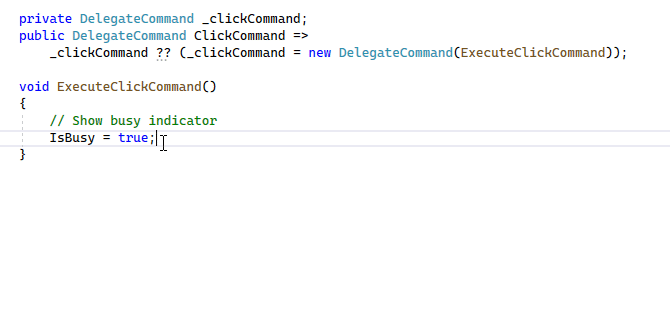 private DelegateCommand _clickCommand;
public DelegateCommand ClickCommand =>
    _clickCommand ?? (_clickCommand = new DelegateCommand(ExecuteClickCommand));

void ExecuteClickCommand()
{
    // Show busy indicator
    IsBusy = true;
}